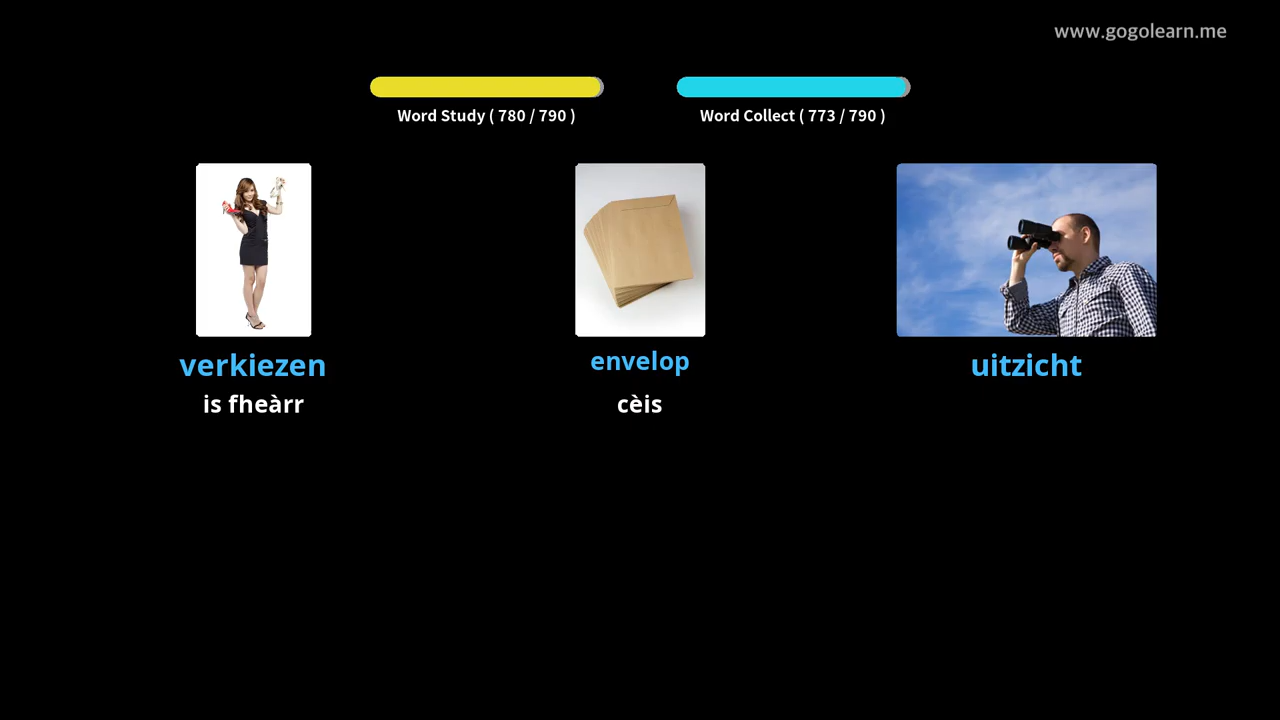 www.gogolearn.me
Word Study ( 780 / 790 )
Word Collect ( 773 / 790 )
verkiezen
is fheàrr
envelop
cèis
uitzicht